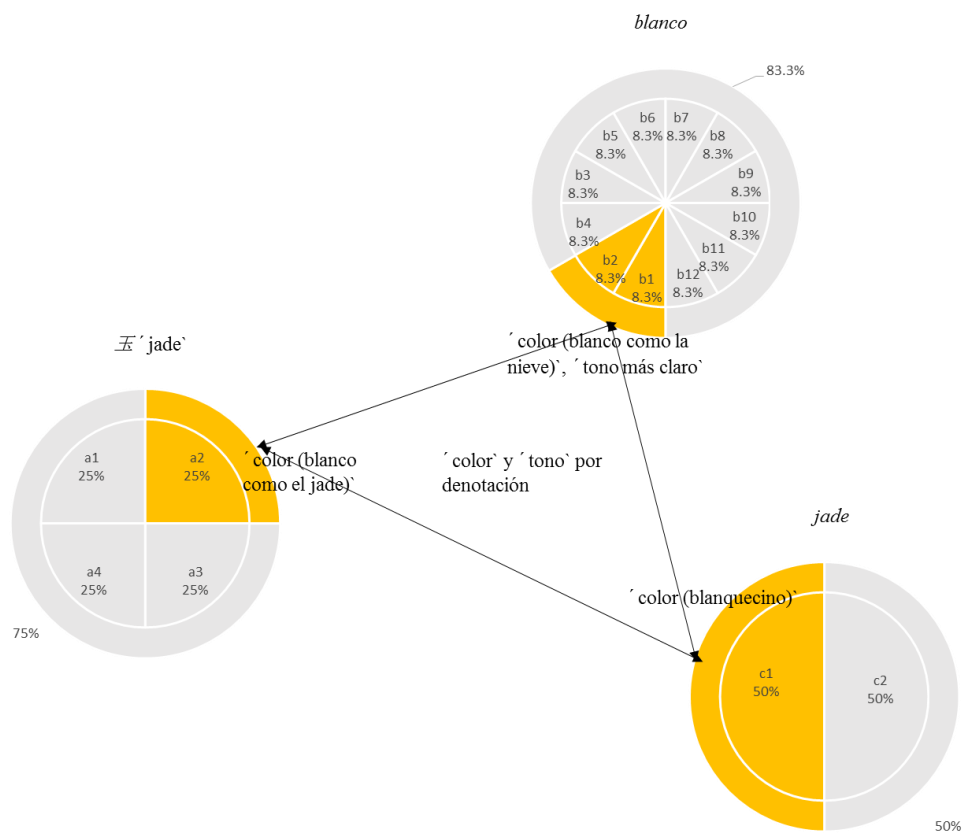 blanco
83.3%
b6
8.3%
b7
8.3%
b5
8.3%
b8
8.3%
b3
8.3%
b9
8.3%
b4
8.3%
b10
8.3%
b2
8.3%
b1
8.3%
b12
8.3%
b11
8.3%
´color (blanco como la
nieve)`, ´tono más claro`
玉 ´jade`
a1
25%
a2
25%
a4
25%
a3
25%
75%
´color (blanco
como el jade)`
´color` y ´tono` por
denotación
jade
´color (blanquecino)`
c1
50%
c2
50%
50%